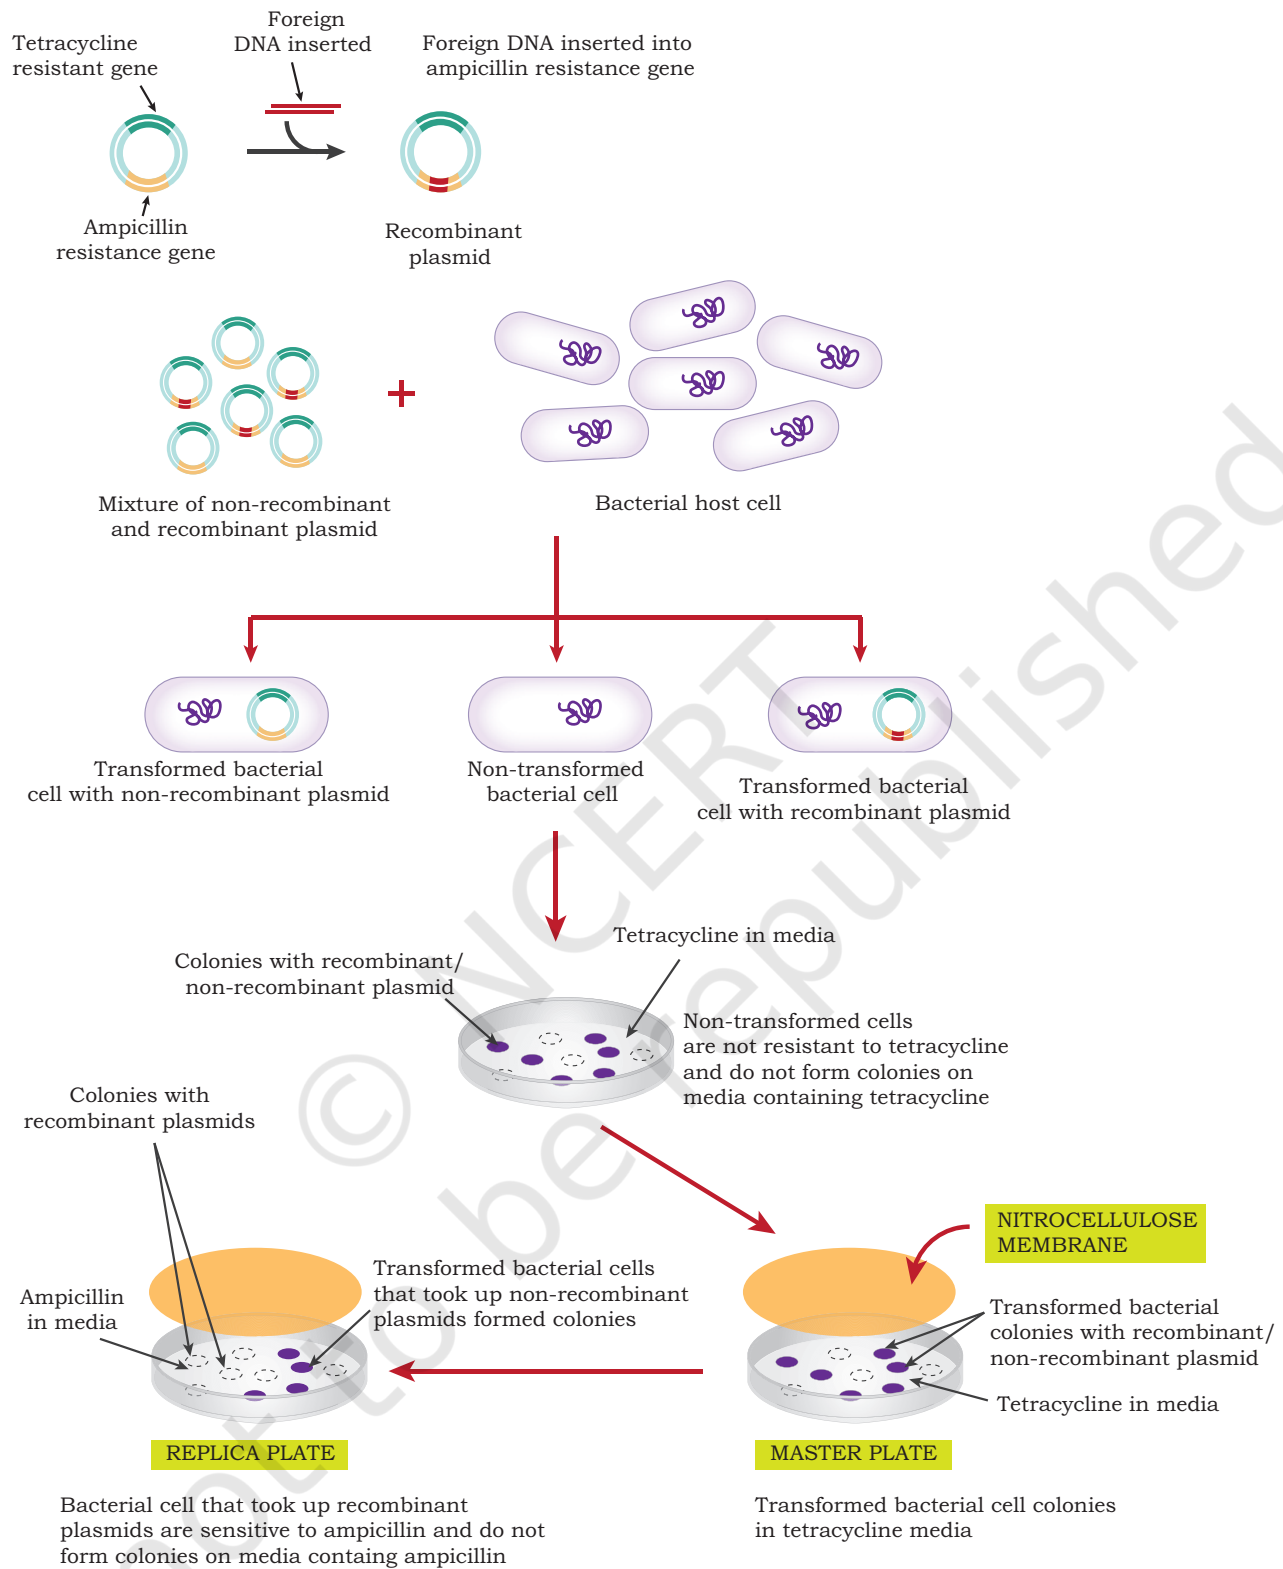 Foreign
DNA inserted
Tetracycline
resistant gene
Foreign DNA inserted into
ampicillin resistance gene
Ampicillin
resistance gene
Recombinant
plasmid
+
Mixture of non-recombinant
and recombinant plasmid
Bacterial host cell
Transformed bacterial
cell with non-recombinant plasmid
Non-transformed
bacterial cell
Transformed bacterial
cell with recombinant plasmid
Tetracycline in media
Colonies with recombinant/
non-recombinant plasmid
Non-transformed cells
are not resistant to tetracycline
and do not form colonies on
media containing tetracycline
Colonies with
recombinant plasmids
NITROCELLULOSE
MEMBRANE
Ampicillin
in media
Transformed bacterial cells
that took up non-recombinant
plasmids formed colonies
Transformed bacterial
colonies with recombinant/
non-recombinant plasmid
Tetracycline in media
REPLICA PLATE
MASTER PLATE
Bacterial cell that took up recombinant
plasmids are sensitive to ampicillin and do not
form colonies on media containg ampicillin
Transformed bacterial cell colonies
in tetracycline media
© NCERT
not to be republished